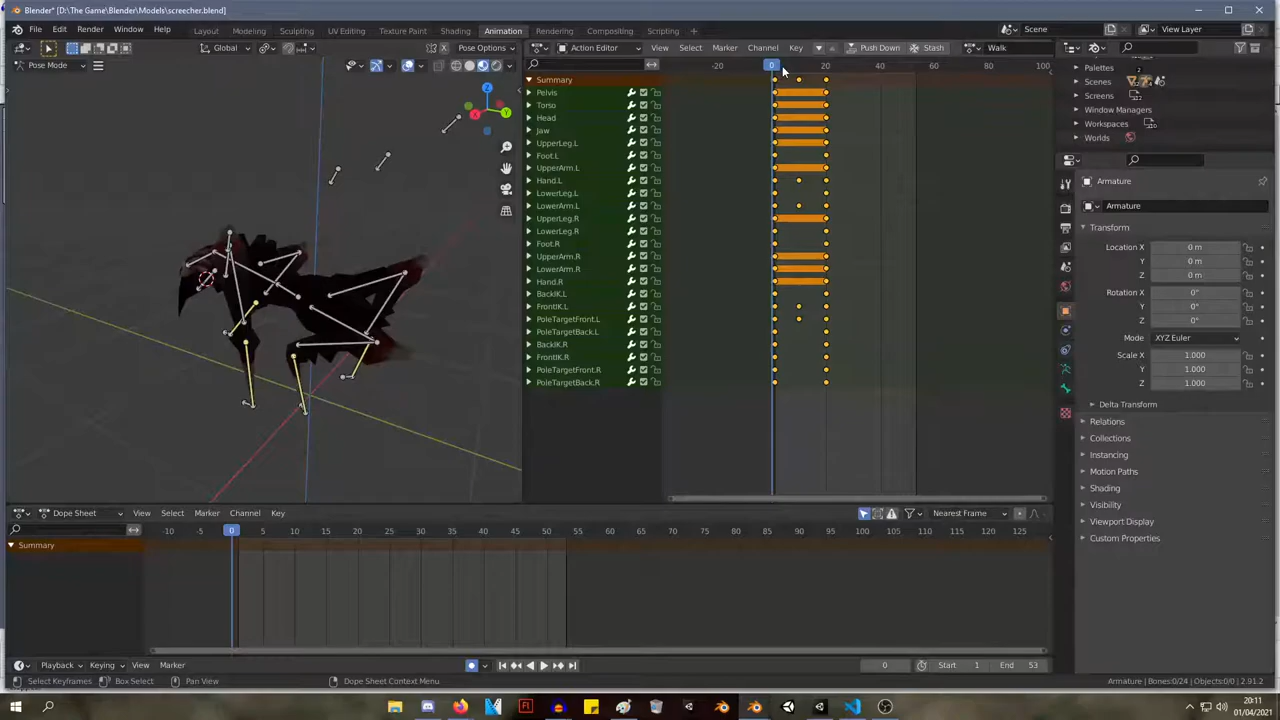 Blender* [D:\The Game\Blender\Models\screecher.blend]
File Edit Render Window Help Layout Modeling Sculpting UV Editing Texture Paint Shading Animation Rendering Compositing Scripting + Scene View Layer
Global Pose Options Action Editor View Select Marker Channel Key Push Down Stash Walk
Pose Mode
-20 0 20 40 60 80 100
Summary
Pelvis
Torso
Head
Jaw
UpperLeg.L
Foot.L
UpperArm.L
Hand.L
LowerLeg.L
LowerArm.L
UpperLeg.R
LowerLeg.R
Foot.R
UpperArm.R
LowerArm.R
Hand.R
BackIK.L
FrontIK.L
PoleTargetFront.L
PoleTargetBack.L
BackIK.R
FrontIK.R
PoleTargetFront.R
PoleTargetBack.R
Palettes 2
Scenes
Screens
Window Managers
Workspaces
Worlds
Armature
Armature
Transform
Location X 0 m
Y 0 m
Z 0 m
Rotation X 0°
Y 0°
Z 0°
Mode XYZ Euler
Scale X 1.000
Y 1.000
Z 1.000
Delta Transform
Relations
Collections
Instancing
Motion Paths
Shading
Visibility
Viewport Display
Custom Properties
Dope Sheet View Select Marker Channel Key Nearest Frame
-10 -5 0 5 10 15 20 25 30 35 40 45 50 55 60 65 70 75 80 85 90 95 100 105 110 115 120 125
Summary
Playback Keying View Marker 0 Start 1 End 53
Select Keyframes Box Select Pan View Dope Sheet Context Menu Armature | Bones:0/24 | Objects:0/0 | 2.91.2
20:11
01/04/2021